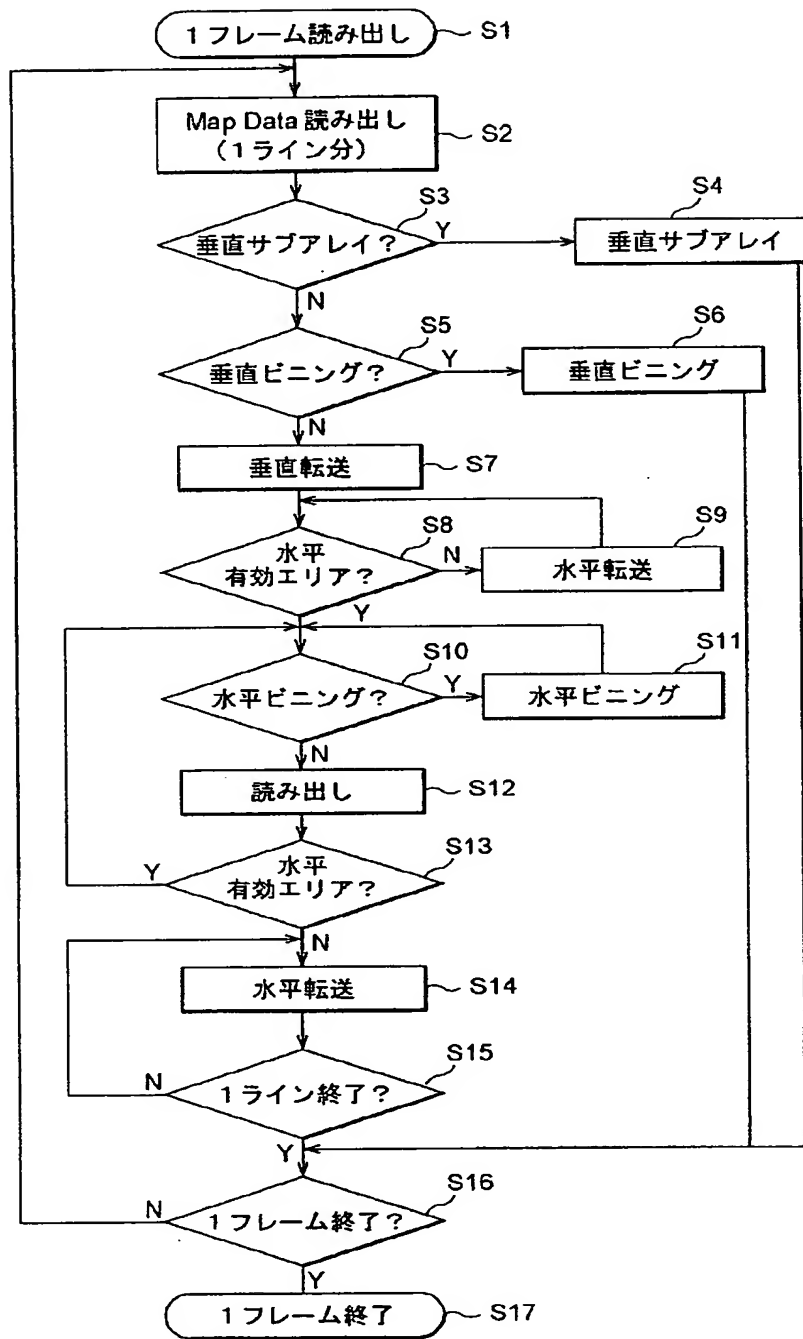 1フレーム読み出し
S1
Map Data 読み出し
(1ライン分)
S2
S3
垂直サブアレイ?
Y
S4
垂直サブアレイ
N
S5
垂直ビニング?
Y
S6
垂直ビニング
N
垂直転送
S7
S8
水平
有効エリア?
N
S9
水平転送
Y
S10
水平ビニング?
Y
S11
水平ビニング
N
読み出し
S12
S13
水平
有効エリア?
Y
N
水平転送
S14
S15
1ライン終了?
N
Y
S16
1フレーム終了?
N
Y
1フレーム終了
S17